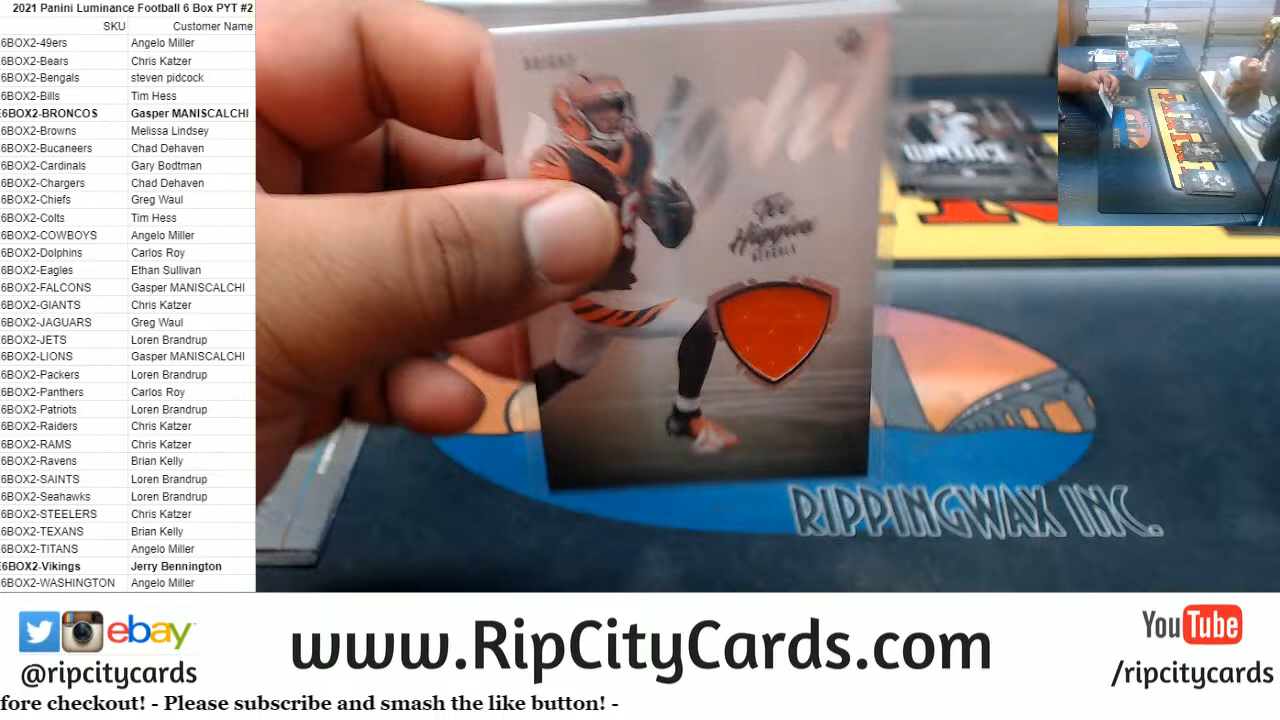 2021 Panini Luminance Football 6 Box PYT #2
SKU Customer Name
6BOX2-49ers Angelo Miller
6BOX2-Bears Chris Katzer
6BOX2-Bengals steven pidcock
6BOX2-Bills Tim Hess
6BOX2-BRONCOS Gasper MANISCALCHI
6BOX2-Browns Melissa Lindsey
6BOX2-Bucaneers Chad Dehaven
6BOX2-Cardinals Gary Bodtman
6BOX2-Chargers Chad Dehaven
6BOX2-Chiefs Greg Waul
6BOX2-Colts Tim Hess
6BOX2-COWBOYS Angelo Miller
6BOX2-Dolphins Carlos Roy
6BOX2-Eagles Ethan Sullivan
6BOX2-FALCONS Gasper MANISCALCHI
6BOX2-GIANTS Chris Katzer
6BOX2-JAGUARS Greg Waul
6BOX2-JETS Loren Brandrup
6BOX2-LIONS Gasper MANISCALCHI
6BOX2-Packers Loren Brandrup
6BOX2-Panthers Carlos Roy
6BOX2-Patriots Loren Brandrup
6BOX2-Raiders Chris Katzer
6BOX2-RAMS Chris Katzer
6BOX2-Ravens Brian Kelly
6BOX2-SAINTS Loren Brandrup
6BOX2-Seahawks Loren Brandrup
6BOX2-STEELERS Chris Katzer
6BOX2-TEXANS Brian Kelly
6BOX2-TITANS Angelo Miller
6BOX2-Vikings Jerry Bennington
6BOX2-WASHINGTON Angelo Miller
Tee
Higgins
BENGALS
RIPPINGWAX INC.
PANINI
ebay
@ripcitycards
www.RipCityCards.com
YouTube
/ripcitycards
fore checkout! - Please subscribe and smash the like button! -